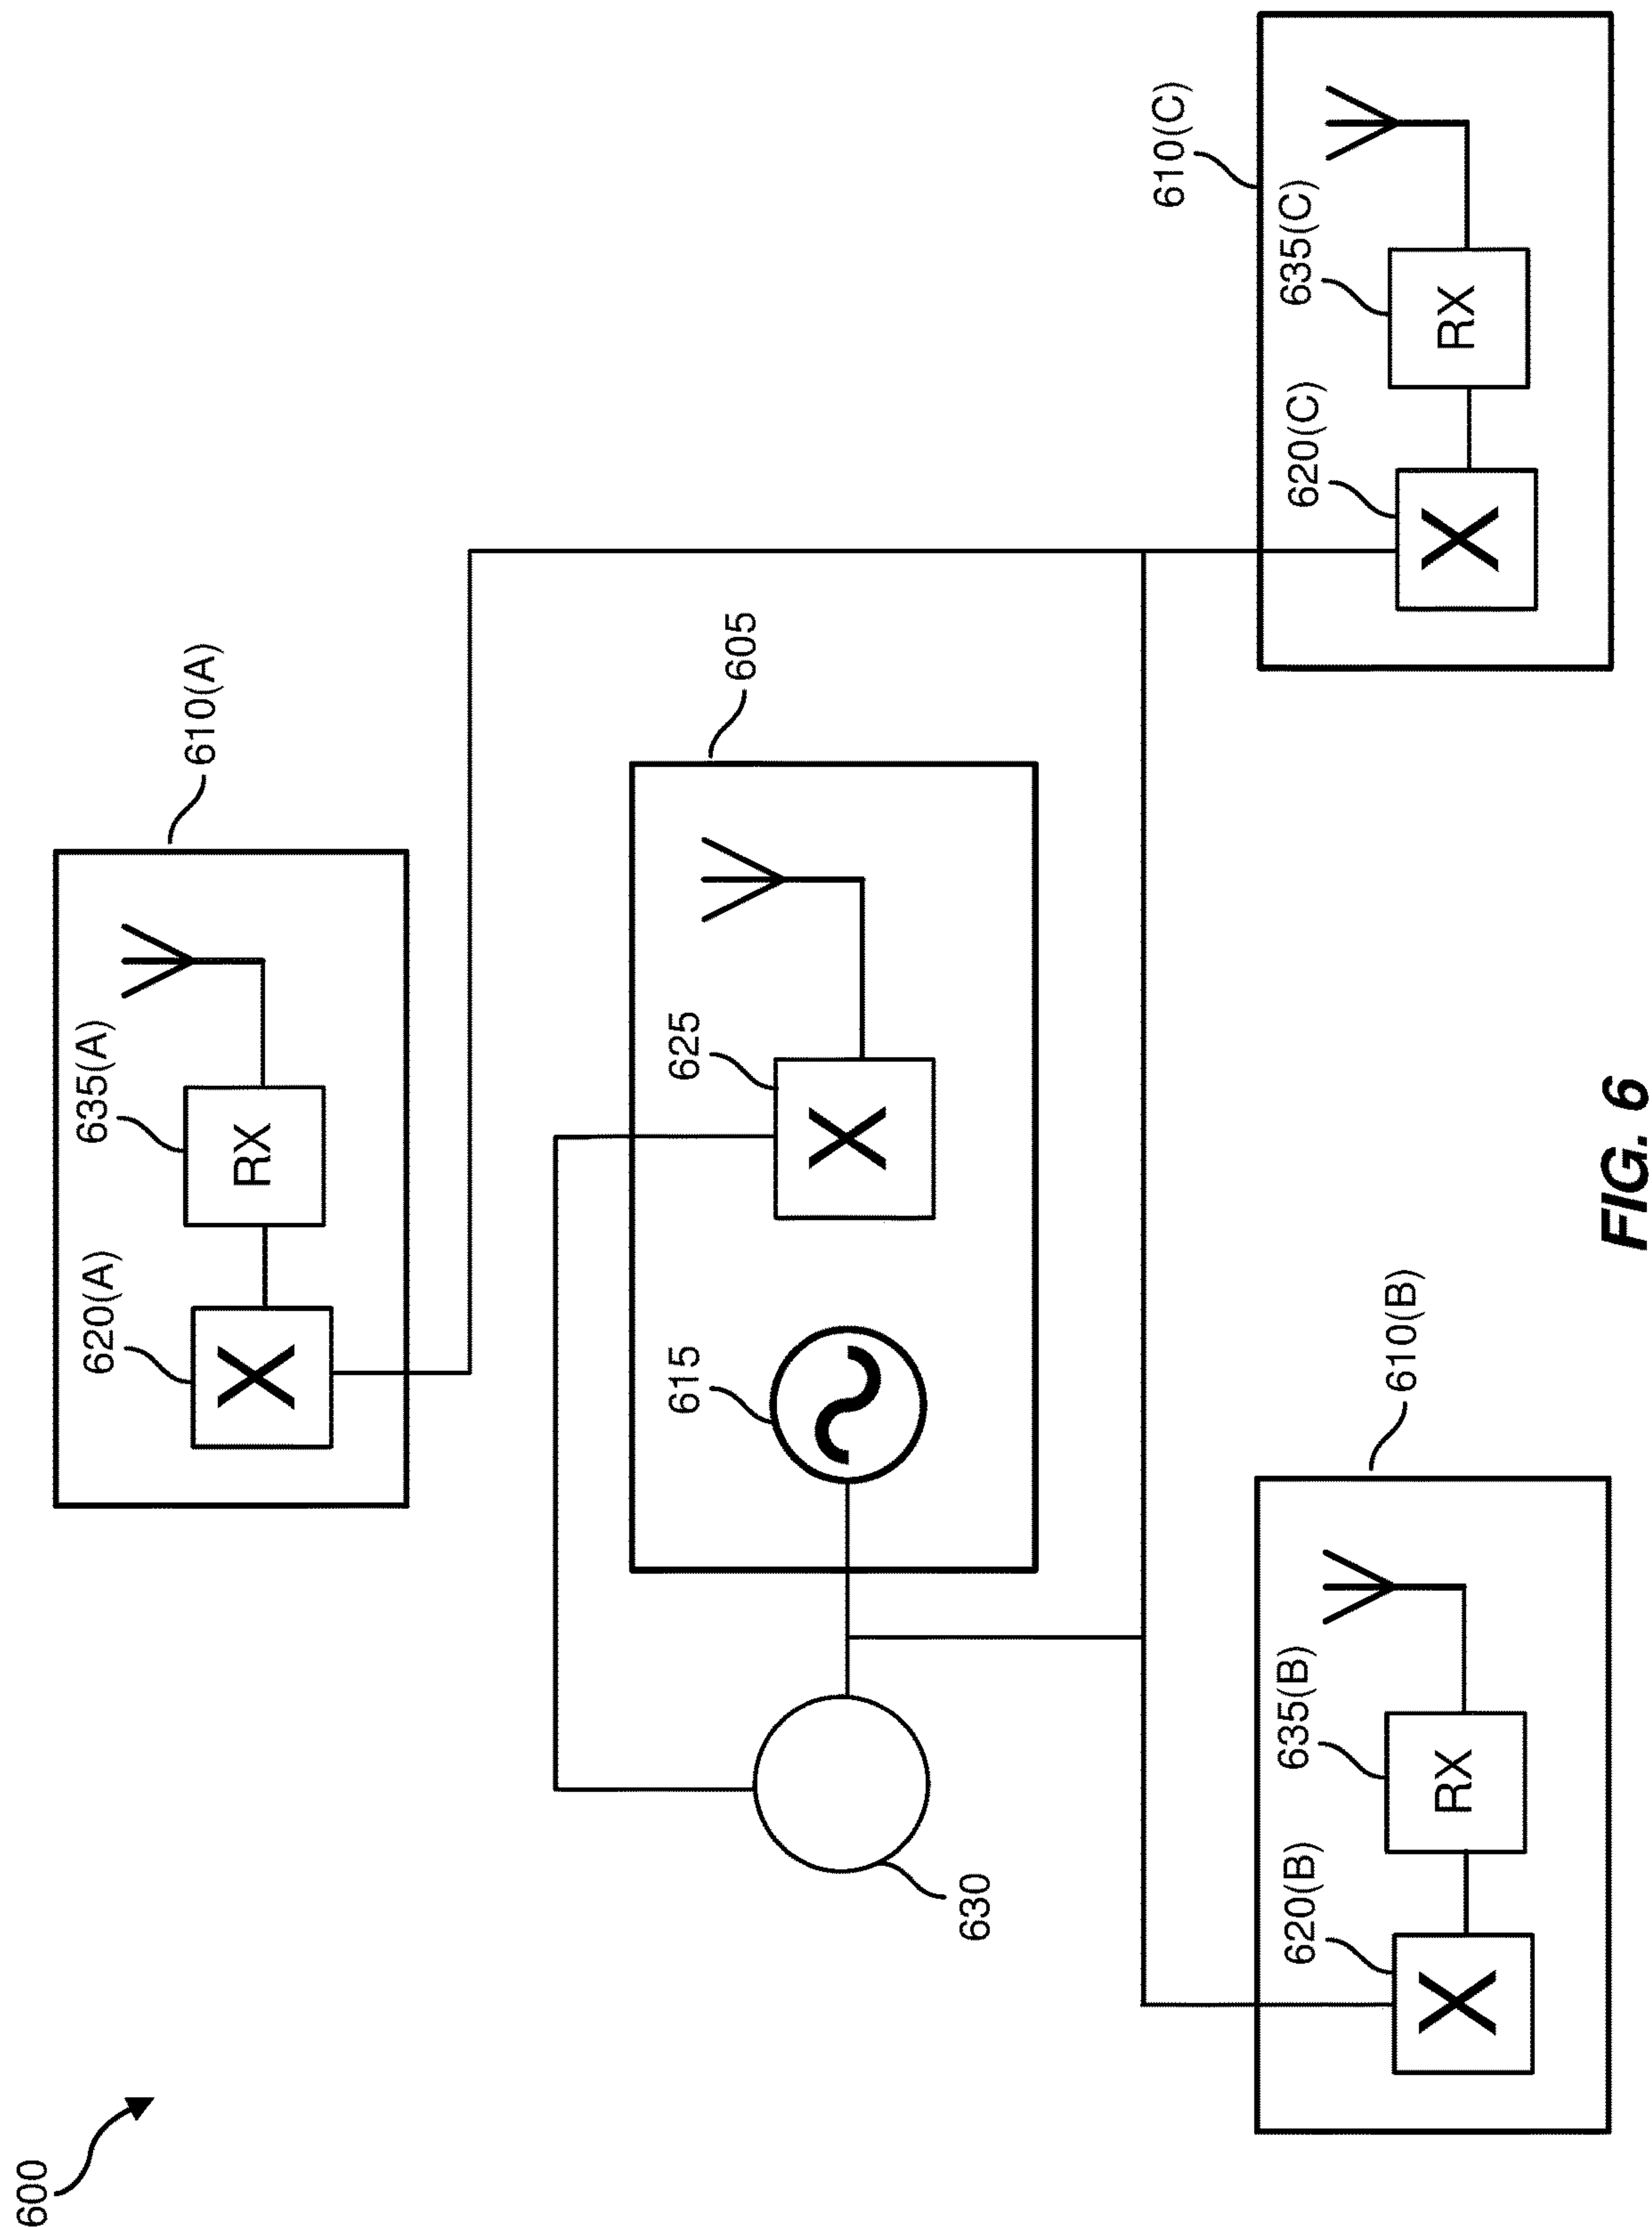 600
610(A)
620(A)
635(A)
RX
605
615
625
X
X
630
610(B)
620(B)
635(B)
X
RX
610(C)
620(C)
635(C)
X
RX
X
FIG. 6